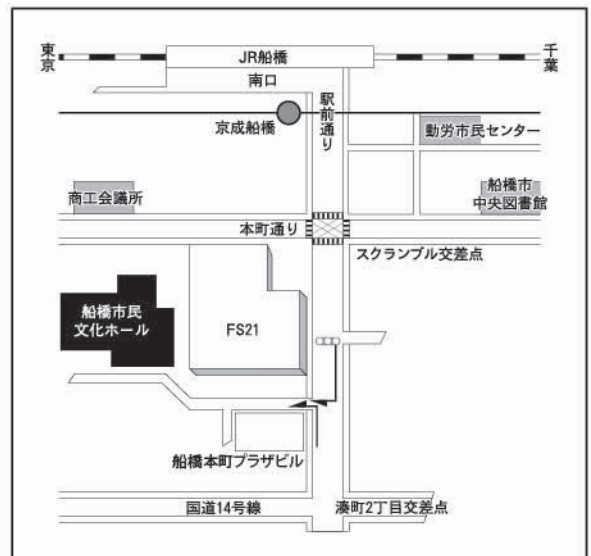 東京
JR船橋
千葉
南口
駅前通り
京成船橋
勤労市民センター
商工会議所
船橋市
中央図書館
本町通り
スクランブル交差点
船橋市民
文化ホール
FS21
船橋本町プラザビル
国道14号線
湊町2丁目交差点